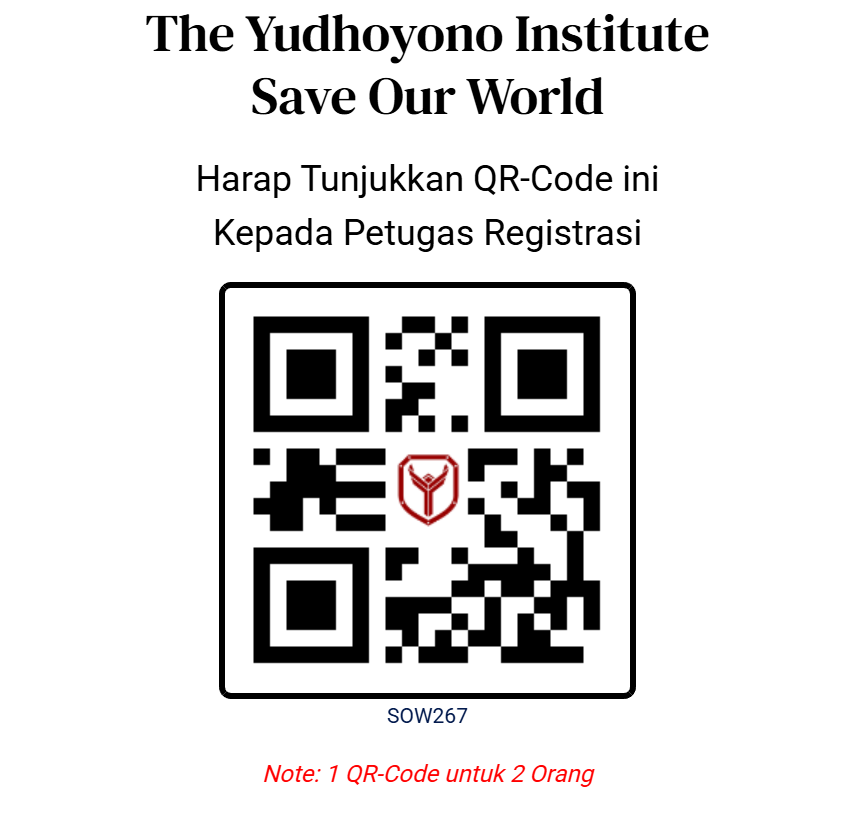 The Yudhoyono Institute
Save Our World
Harap Tunjukkan QR-Code ini
Kepada Petugas Registrasi
SOW267
Note: 1 QR-Code untuk 2 Orang